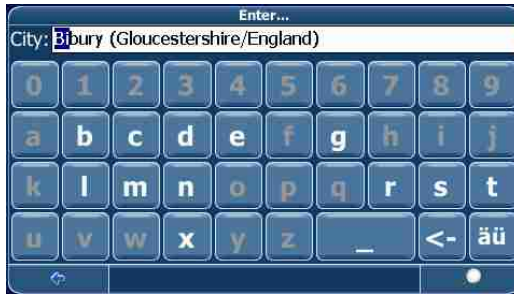 Enter...
City: Bibury (Gloucestershire/England)
0 1 2 3 4 5 6 7 8 9
a b c d e f g h i j
k l m n o p q r s t
u v w x y z _ <- äü